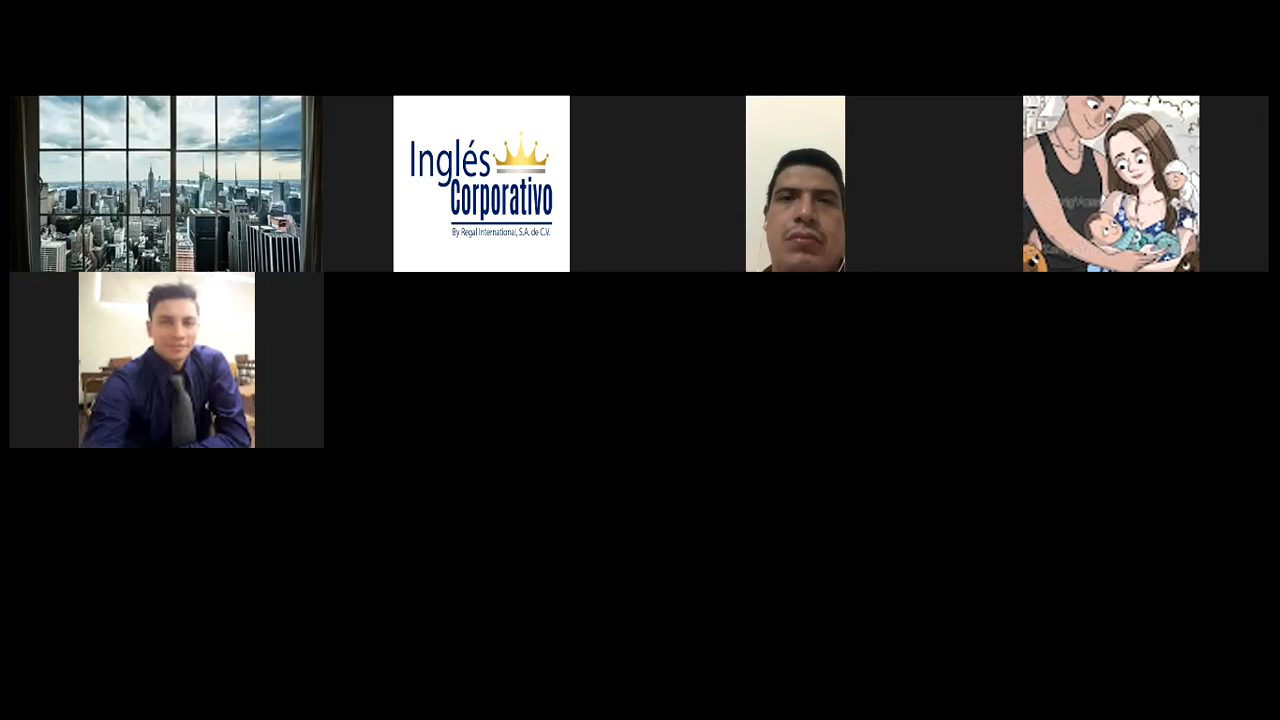 Inglés
Corporativo
By Regal International, S.A. de C.V.